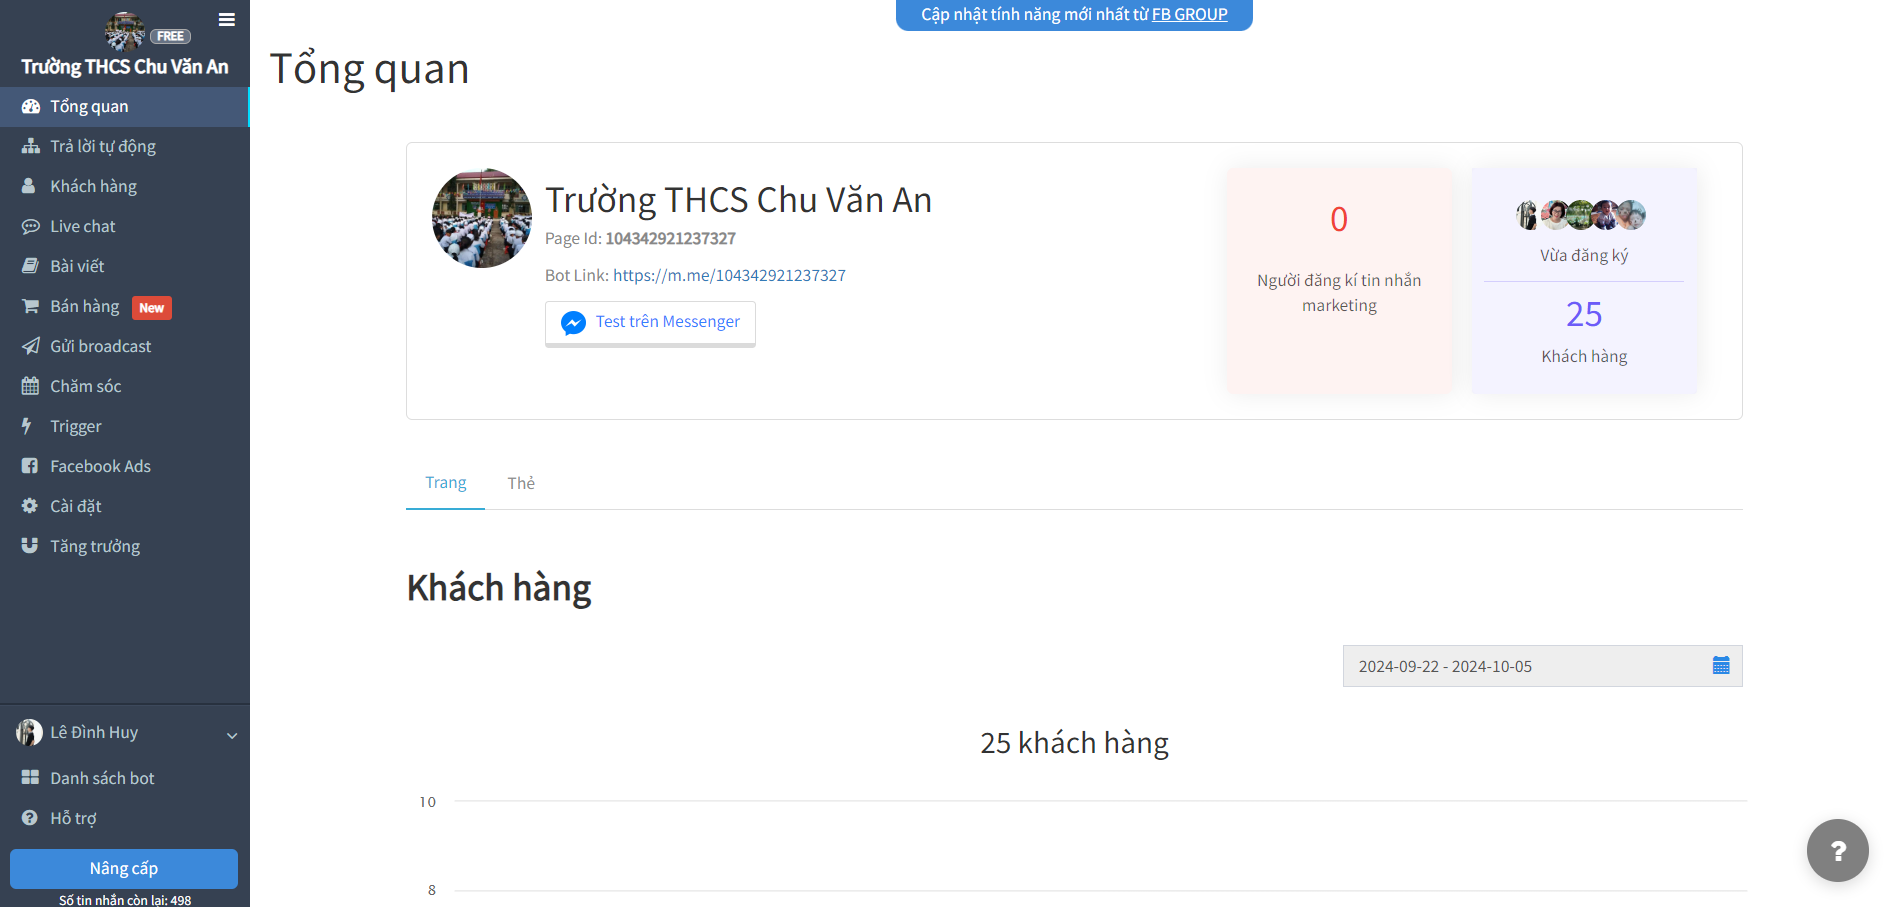 FREE
Trường THCS Chu Văn An
Tổng quan
Trả lời tự động
Khách hàng
Live chat
Bài viết
Bán hàng New
Gửi broadcast
Chăm sóc
Trigger
Facebook Ads
Cài đặt
Tăng trưởng
Lê Đình Huy
Danh sách bot
Hỗ trợ
Nâng cấp
Số tin nhắn còn lại: 498
Cập nhật tính năng mới nhất từ FB GROUP
Tổng quan
Trường THCS Chu Văn An
Page Id: 104342921237327
Bot Link: https://m.me/104342921237327
Test trên Messenger
0
Người đăng kí tin nhắn
marketing
Vừa đăng ký
25
Khách hàng
Trang Thẻ
Khách hàng
2024-09-22 - 2024-10-05
25 khách hàng
10
8
?